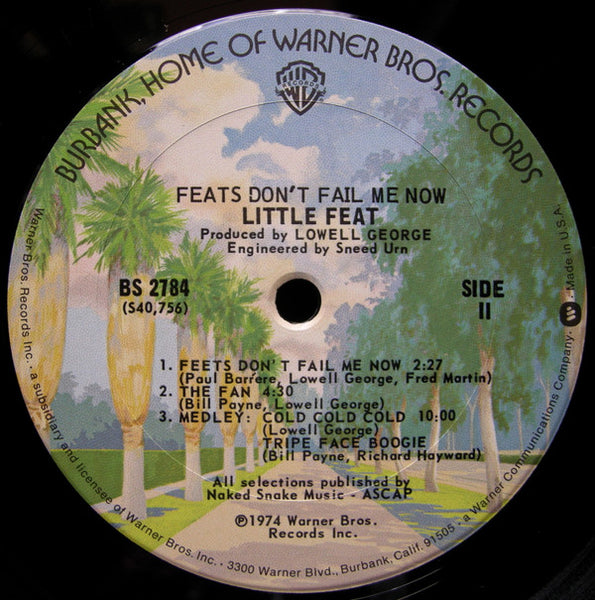 BURBANK, HOME OF WARNER BROS. RECORDS
RECORDS
FEATS DON'T FAIL ME NOW
LITTLE FEAT
Produced by LOWELL GEORGE
Engineered by Sneed Urn
BS 2784
(S40,756)
SIDE
II
1. FEETS DON'T FAIL ME NOW 2:27
(Paul Barrere, Lowell George, Fred Martin)
2. THE FAN 4:30
(Bill Payne, Lowell George)
3. MEDLEY: COLD COLD COLD 10:00
(Lowell George)
TRIPE FACE BOOGIE
(Bill Payne, Richard Hayward)
All selections published by
Naked Snake Music - ASCAP
℗1974 Warner Bros.
Records Inc.
Warner Bros. Records Inc. · a subsidiary and licensee of Warner Bros. Inc. · 3300 Warner Blvd., Burbank, Calif. 91505 · a Warner Communications Company · Made in U.S.A.